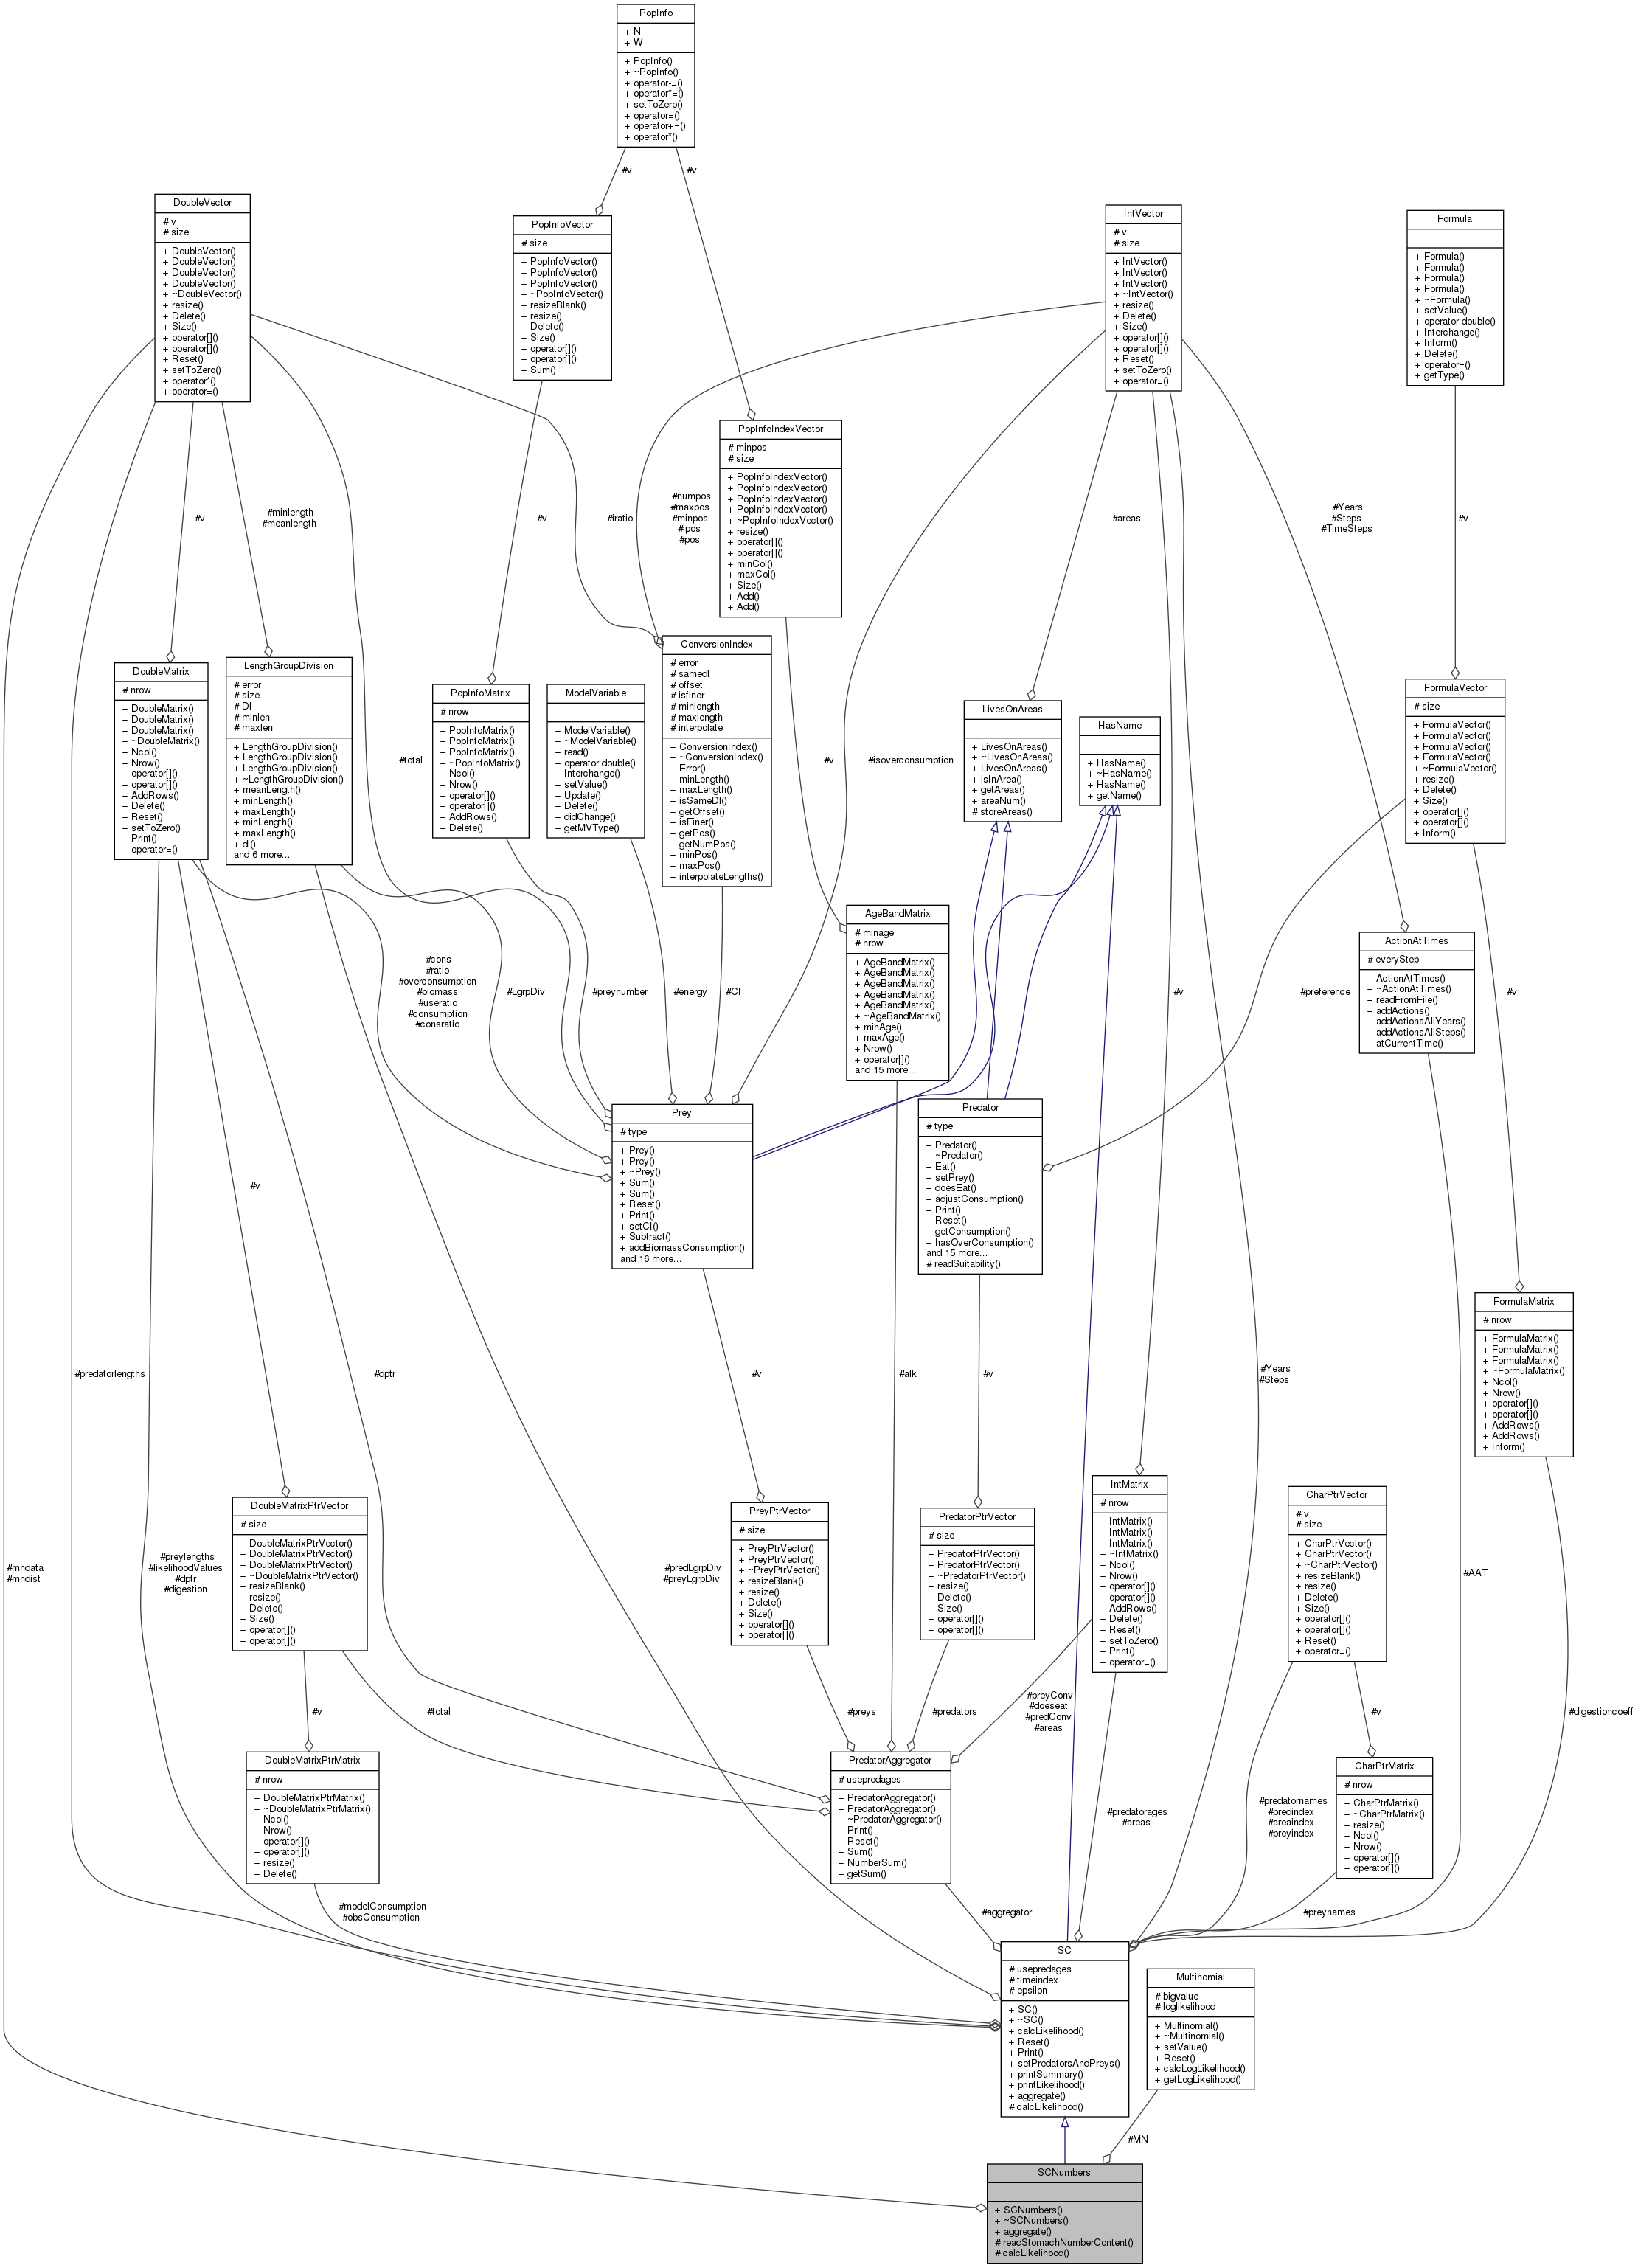 PopInfo
+ N
+ W
+ PopInfo()
+ ~PopInfo()
+ operator-=()
+ operator*=()
+ setToZero()
+ operator=()
+ operator+=()
+ operator*()
#v
#v
DoubleVector
# v
# size
+ DoubleVector()
+ DoubleVector()
+ DoubleVector()
+ DoubleVector()
+ ~DoubleVector()
+ resize()
+ Delete()
+ Size()
+ operator[]()
+ operator[]()
+ Reset()
+ setToZero()
+ operator*()
+ operator=()
PopInfoVector
# size
+ PopInfoVector()
+ PopInfoVector()
+ PopInfoVector()
+ ~PopInfoVector()
+ resizeBlank()
+ resize()
+ Delete()
+ Size()
+ operator[]()
+ operator[]()
+ Sum()
IntVector
# v
# size
+ IntVector()
+ IntVector()
+ IntVector()
+ ~IntVector()
+ resize()
+ Delete()
+ Size()
+ operator[]()
+ operator[]()
+ Reset()
+ setToZero()
+ operator=()
Formula
+ Formula()
+ Formula()
+ Formula()
+ Formula()
+ ~Formula()
+ setValue()
+ operator double()
+ Interchange()
+ Inform()
+ Delete()
+ operator=()
+ getType()
PopInfoIndexVector
# minpos
# size
+ PopInfoIndexVector()
+ PopInfoIndexVector()
+ PopInfoIndexVector()
+ PopInfoIndexVector()
+ ~PopInfoIndexVector()
+ resize()
+ operator[]()
+ operator[]()
+ minCol()
+ maxCol()
+ Size()
+ Add()
+ Add()
#v
#minlength
#meanlength
#v
#iratio
#numpos
#maxpos
#minpos
#ipos
#pos
#areas
#Years
#Steps
#TimeSteps
#v
DoubleMatrix
# nrow
+ DoubleMatrix()
+ DoubleMatrix()
+ DoubleMatrix()
+ ~DoubleMatrix()
+ Ncol()
+ Nrow()
+ operator[]()
+ operator[]()
+ AddRows()
+ Delete()
+ Reset()
+ setToZero()
+ Print()
+ operator=()
LengthGroupDivision
# error
# size
# Dl
# minlen
# maxlen
+ LengthGroupDivision()
+ LengthGroupDivision()
+ LengthGroupDivision()
+ ~LengthGroupDivision()
+ meanLength()
+ minLength()
+ maxLength()
+ minLength()
+ maxLength()
+ dl()
and 6 more...
#total
PopInfoMatrix
# nrow
+ PopInfoMatrix()
+ PopInfoMatrix()
+ PopInfoMatrix()
+ ~PopInfoMatrix()
+ Ncol()
+ Nrow()
+ operator[]()
+ operator[]()
+ AddRows()
+ Delete()
ModelVariable
+ ModelVariable()
+ ~ModelVariable()
+ read()
+ operator double()
+ Interchange()
+ setValue()
+ Update()
+ Delete()
+ didChange()
+ getMVType()
ConversionIndex
# error
# samedl
# offset
# isfiner
# minlength
# maxlength
# interpolate
+ ConversionIndex()
+ ~ConversionIndex()
+ Error()
+ minLength()
+ maxLength()
+ isSameDl()
+ getOffset()
+ isFiner()
+ getPos()
+ getNumPos()
+ minPos()
+ maxPos()
+ interpolateLengths()
#v
#isoverconsumption
LivesOnAreas
+ LivesOnAreas()
+ ~LivesOnAreas()
+ LivesOnAreas()
+ isInArea()
+ getAreas()
+ areaNum()
# storeAreas()
HasName
+ HasName()
+ ~HasName()
+ HasName()
+ getName()
FormulaVector
# size
+ FormulaVector()
+ FormulaVector()
+ FormulaVector()
+ FormulaVector()
+ ~FormulaVector()
+ resize()
+ Delete()
+ Size()
+ operator[]()
+ operator[]()
+ Inform()
#cons
#ratio
#overconsumption
#biomass
#useratio
#consumption
#consratio
#LgrpDiv
#preynumber
#energy
#CI
AgeBandMatrix
# minage
# nrow
+ AgeBandMatrix()
+ AgeBandMatrix()
+ AgeBandMatrix()
+ AgeBandMatrix()
+ AgeBandMatrix()
+ ~AgeBandMatrix()
+ minAge()
+ maxAge()
+ Nrow()
+ operator[]()
and 15 more...
#v
#preference
ActionAtTimes
# everyStep
+ ActionAtTimes()
+ ~ActionAtTimes()
+ readFromFile()
+ addActions()
+ addActionsAllYears()
+ addActionsAllSteps()
+ atCurrentTime()
#v
#v
Prey
# type
+ Prey()
+ Prey()
+ ~Prey()
+ Sum()
+ Sum()
+ Reset()
+ Print()
+ setCI()
+ Subtract()
+ addBiomassConsumption()
and 16 more...
Predator
# type
+ Predator()
+ ~Predator()
+ Eat()
+ setPrey()
+ doesEat()
+ adjustConsumption()
+ Print()
+ Reset()
+ getConsumption()
+ hasOverConsumption()
and 15 more...
# readSuitability()
FormulaMatrix
# nrow
+ FormulaMatrix()
+ FormulaMatrix()
+ FormulaMatrix()
+ ~FormulaMatrix()
+ Ncol()
+ Nrow()
+ operator[]()
+ operator[]()
+ AddRows()
+ AddRows()
+ Inform()
#predatorlengths
#dptr
#v
#alk
#v
#Years
#Steps
DoubleMatrixPtrVector
# size
+ DoubleMatrixPtrVector()
+ DoubleMatrixPtrVector()
+ DoubleMatrixPtrVector()
+ ~DoubleMatrixPtrVector()
+ resizeBlank()
+ resize()
+ Delete()
+ Size()
+ operator[]()
+ operator[]()
PreyPtrVector
# size
+ PreyPtrVector()
+ PreyPtrVector()
+ ~PreyPtrVector()
+ resizeBlank()
+ resize()
+ Delete()
+ Size()
+ operator[]()
+ operator[]()
PredatorPtrVector
# size
+ PredatorPtrVector()
+ PredatorPtrVector()
+ ~PredatorPtrVector()
+ resize()
+ Delete()
+ Size()
+ operator[]()
+ operator[]()
IntMatrix
# nrow
+ IntMatrix()
+ IntMatrix()
+ IntMatrix()
+ ~IntMatrix()
+ Ncol()
+ Nrow()
+ operator[]()
+ operator[]()
+ AddRows()
+ Delete()
+ Reset()
+ setToZero()
+ Print()
+ operator=()
CharPtrVector
# v
# size
+ CharPtrVector()
+ CharPtrVector()
+ ~CharPtrVector()
+ resizeBlank()
+ resize()
+ Delete()
+ Size()
+ operator[]()
+ operator[]()
+ Reset()
+ operator=()
#mndata
#mndist
#preylengths
#likelihoodValues
#dptr
#digestion
#predLgrpDiv
#preyLgrpDiv
#AAT
#v
#total
#preys
#predators
#preyConv
#doeseat
#predConv
#areas
#v
#digestioncoeff
DoubleMatrixPtrMatrix
# nrow
+ DoubleMatrixPtrMatrix()
+ ~DoubleMatrixPtrMatrix()
+ Ncol()
+ Nrow()
+ operator[]()
+ operator[]()
+ resize()
+ Delete()
PredatorAggregator
# usepredages
+ PredatorAggregator()
+ PredatorAggregator()
+ ~PredatorAggregator()
+ Print()
+ Reset()
+ Sum()
+ NumberSum()
+ getSum()
#predatorages
#areas
#predatornames
#predindex
#areaindex
#preyindex
CharPtrMatrix
# nrow
+ CharPtrMatrix()
+ ~CharPtrMatrix()
+ resize()
+ Ncol()
+ Nrow()
+ operator[]()
+ operator[]()
#modelConsumption
#obsConsumption
#aggregator
#preynames
SC
# usepredages
# timeindex
# epsilon
+ SC()
+ ~SC()
+ calcLikelihood()
+ Reset()
+ Print()
+ setPredatorsAndPreys()
+ printSummary()
+ printLikelihood()
+ aggregate()
# calcLikelihood()
Multinomial
# bigvalue
# loglikelihood
+ Multinomial()
+ ~Multinomial()
+ setValue()
+ Reset()
+ calcLogLikelihood()
+ getLogLikelihood()
#MN
SCNumbers
+ SCNumbers()
+ ~SCNumbers()
+ aggregate()
# readStomachNumberContent()
# calcLikelihood()